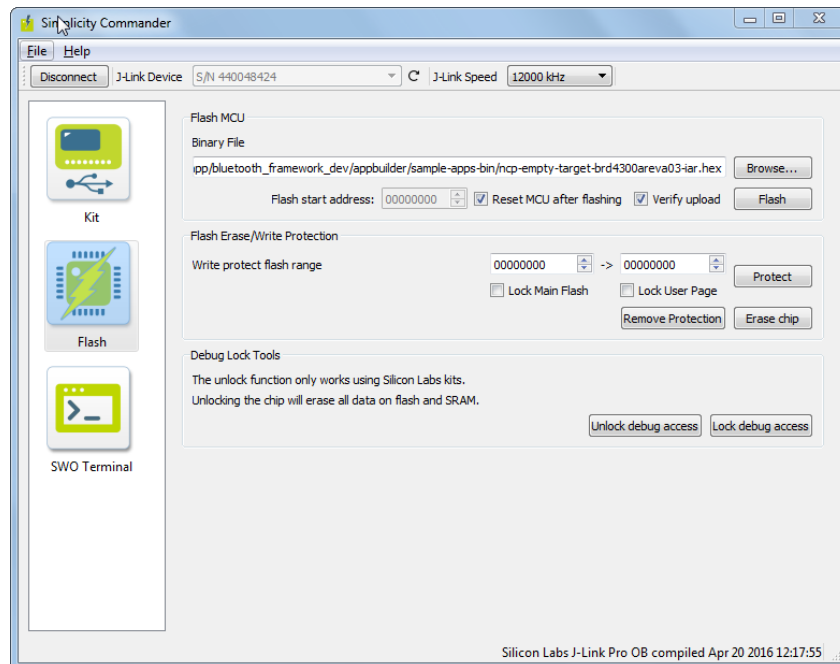 Simplicity Commander
File Help
Disconnect J-Link Device S/N 440048424 J-Link Speed 12000 kHz
Flash MCU
Binary File
app/bluetooth_framework_dev/appbuilder/sample-apps-bin/ncp-empty-target-brd4300areva03-iar.hex Browse...
Flash start address: 00000000 Reset MCU after flashing Verify upload Flash
Kit
Flash Erase/Write Protection
Write protect flash range 00000000 -> 00000000 Protect
Lock Main Flash Lock User Page
Remove Protection Erase chip
Flash
Debug Lock Tools
The unlock function only works using Silicon Labs kits.
Unlocking the chip will erase all data on flash and SRAM.
Unlock debug access Lock debug access
SWO Terminal
Silicon Labs J-Link Pro OB compiled Apr 20 2016 12:17:55